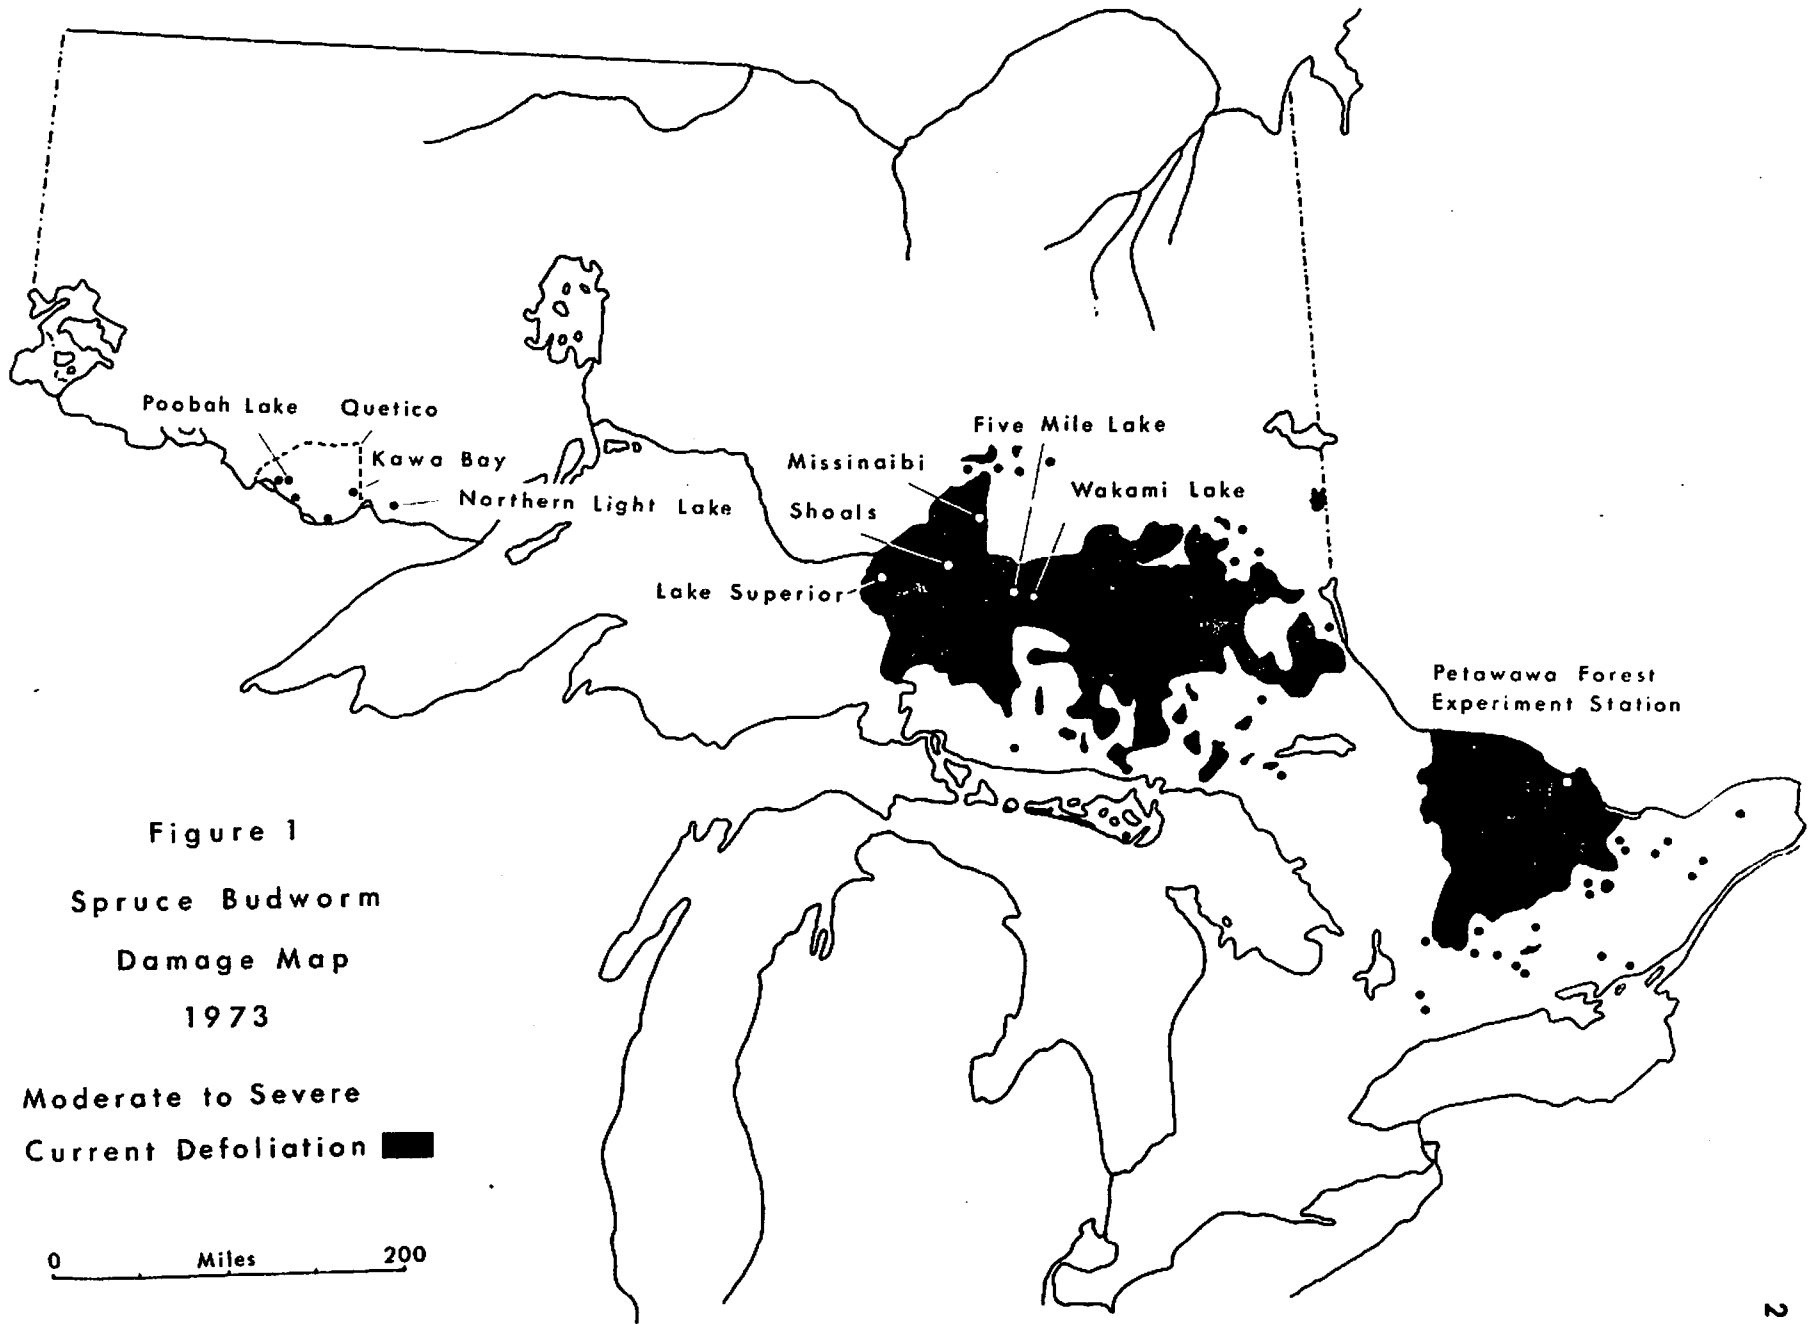 Poobah Lake
Quetico
Kawa Bay
Northern Light Lake
Five Mile Lake
Missinaibi
Wakami Lake
Shoals
Lake Superior
Petawawa Forest
Experiment Station
Figure 1
Spruce Budworm
Damage Map
1973
Moderate to Severe
Current Defoliation
0 Miles 200
2